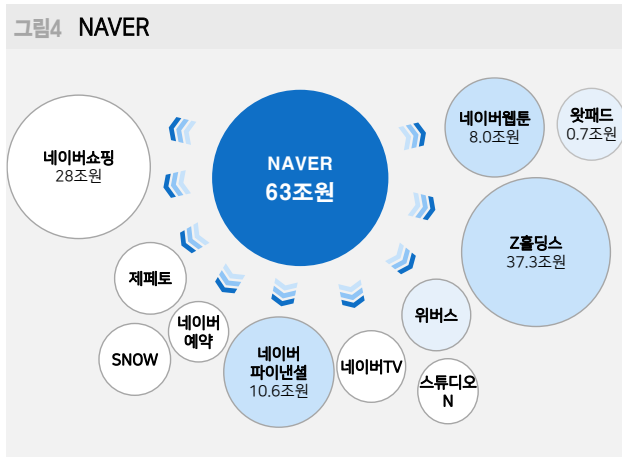 그림4 NAVER
네이버쇼핑
28조원
NAVER
63조원
네이버웹툰
8.0조원
왓패드
0.7조원
Z홀딩스
37.3조원
제페토
네이버
예약
SNOW
네이버
파이낸셜
10.6조원
네이버TV
위버스
스튜디오
N